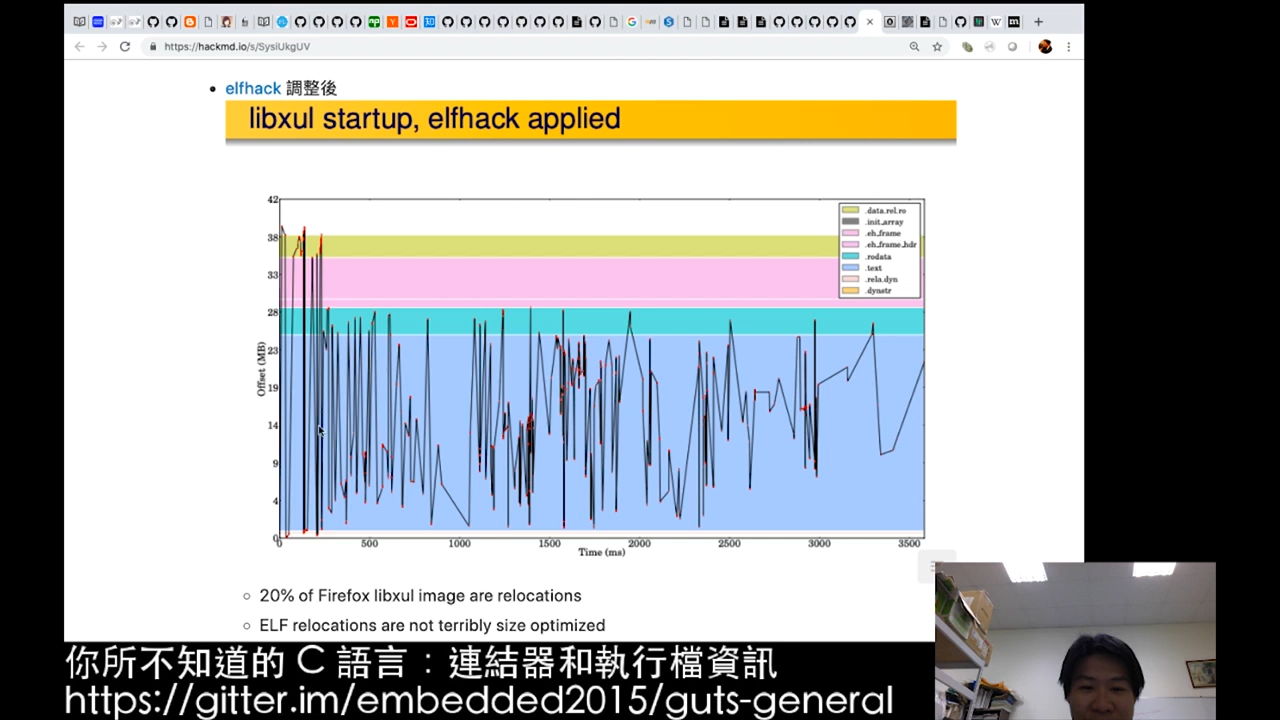 https://hackmd.io/s/SysiUkgUV
elfhack 調整後
libxul startup, elfhack applied
42
38
33
28
23
19
14
9
4
0
Offset (MB)
.data.rel.ro
.init_array
.eh_frame
.eh_frame_hdr
.rodata
.text
.rela.dyn
.dynstr
0 500 1000 1500 2000 2500 3000 3500
Time (ms)
20% of Firefox libxul image are relocations
ELF relocations are not terribly size optimized
你所不知道的 C 語言：連結器和執行檔資訊
https://gitter.im/embedded2015/guts-general